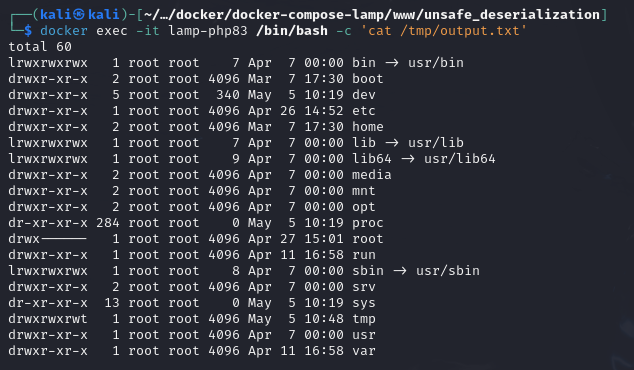 ┌──(kali㉿kali)-[~/…/docker/docker-compose-lamp/www/unsafe_deserialization]
└─$ docker exec -it lamp-php83 /bin/bash -c 'cat /tmp/output.txt'
total 60
lrwxrwxrwx   1 root root    7 Apr  7 00:00 bin -> usr/bin
drwxr-xr-x   2 root root 4096 Mar  7 17:30 boot
drwxr-xr-x   5 root root  340 May  5 10:19 dev
drwxr-xr-x   1 root root 4096 Apr 26 14:52 etc
drwxr-xr-x   2 root root 4096 Mar  7 17:30 home
lrwxrwxrwx   1 root root    7 Apr  7 00:00 lib -> usr/lib
lrwxrwxrwx   1 root root    9 Apr  7 00:00 lib64 -> usr/lib64
drwxr-xr-x   2 root root 4096 Apr  7 00:00 media
drwxr-xr-x   2 root root 4096 Apr  7 00:00 mnt
drwxr-xr-x   2 root root 4096 Apr  7 00:00 opt
dr-xr-xr-x 284 root root    0 May  5 10:19 proc
drwx------   1 root root 4096 Apr 27 15:01 root
drwxr-xr-x   1 root root 4096 Apr 11 16:58 run
lrwxrwxrwx   1 root root    8 Apr  7 00:00 sbin -> usr/sbin
drwxr-xr-x   2 root root 4096 Apr  7 00:00 srv
dr-xr-xr-x  13 root root    0 May  5 10:19 sys
drwxrwxrwt   1 root root 4096 May  5 10:48 tmp
drwxr-xr-x   1 root root 4096 Apr  7 00:00 usr
drwxr-xr-x   1 root root 4096 Apr 11 16:58 var